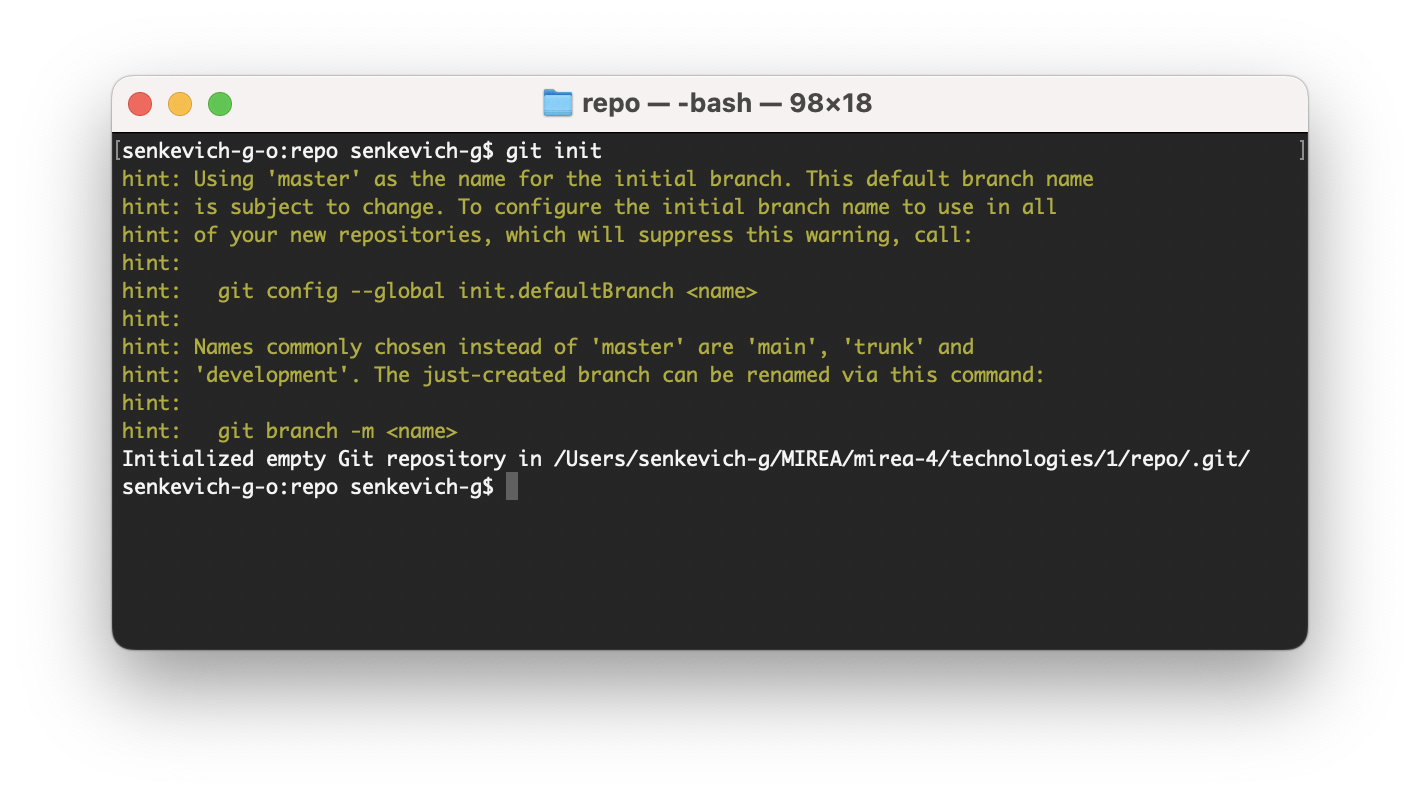 repo — -bash — 98×18
[senkevich-g-o:repo senkevich-g$ git init ]
hint: Using 'master' as the name for the initial branch. This default branch name
hint: is subject to change. To configure the initial branch name to use in all
hint: of your new repositories, which will suppress this warning, call:
hint:
hint:   git config --global init.defaultBranch <name>
hint:
hint: Names commonly chosen instead of 'master' are 'main', 'trunk' and
hint: 'development'. The just-created branch can be renamed via this command:
hint:
hint:   git branch -m <name>
Initialized empty Git repository in /Users/senkevich-g/MIREA/mirea-4/technologies/1/repo/.git/
senkevich-g-o:repo senkevich-g$